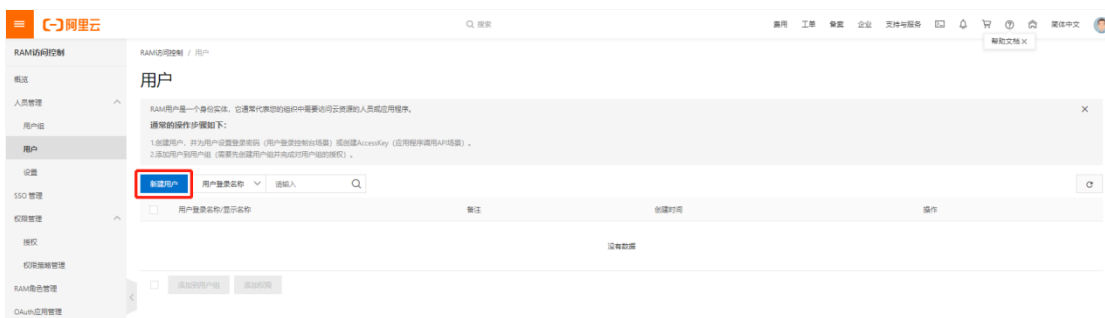 阿里云
搜索
费用 工单 备案 企业 支持与服务 简体中文
帮助文档 ×
RAM访问控制
RAM访问控制 / 用户
概览
用户
人员管理
RAM用户是一个身份实体，它通常代表您的组织中需要访问云资源的人员或应用程序。
通常的操作步骤如下：
用户组
1.创建用户，并为用户设置登录密码（用户登录控制台场景）或创建AccessKey（应用程序调用API场景）。
用户
2.添加用户到用户组（需要先创建用户组并完成对用户组的授权）。
设置
新建用户 用户登录名称 请输入
SSO 管理
用户登录名称/显示名称 备注 创建时间 操作
权限管理
授权
没有数据
权限策略管理
添加到用户组 添加权限
RAM角色管理
OAuth应用管理